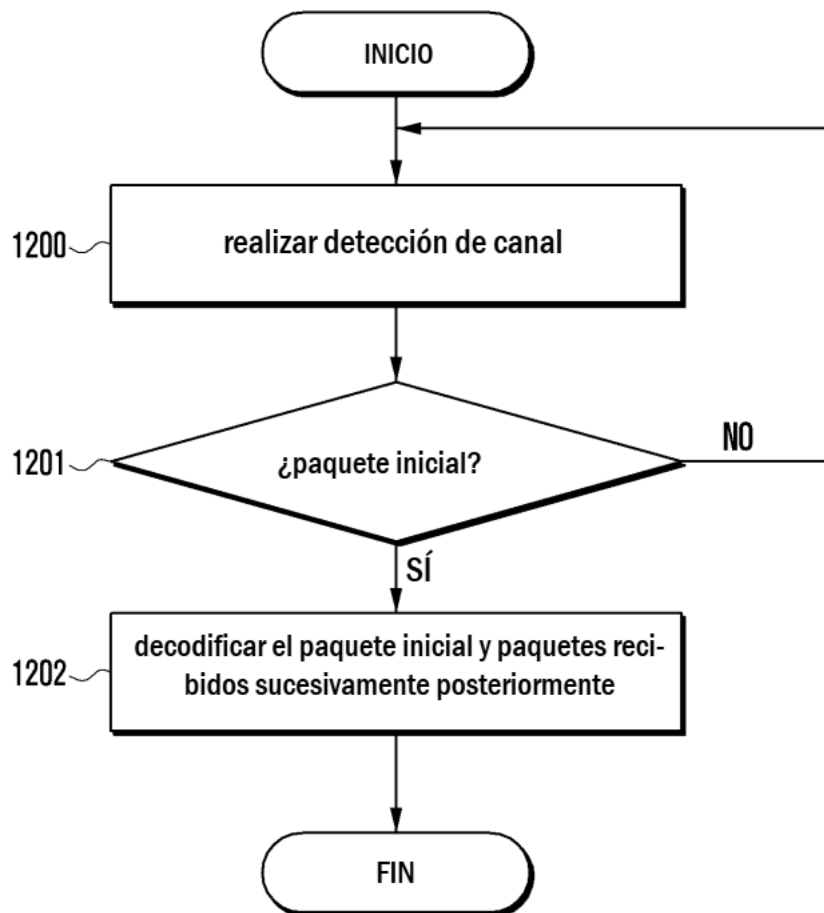 INICIO
1200
realizar detección de canal
1201
¿paquete inicial?
NO
SÍ
1202
decodificar el paquete inicial y paquetes reci-
bidos sucesivamente posteriormente
FIN